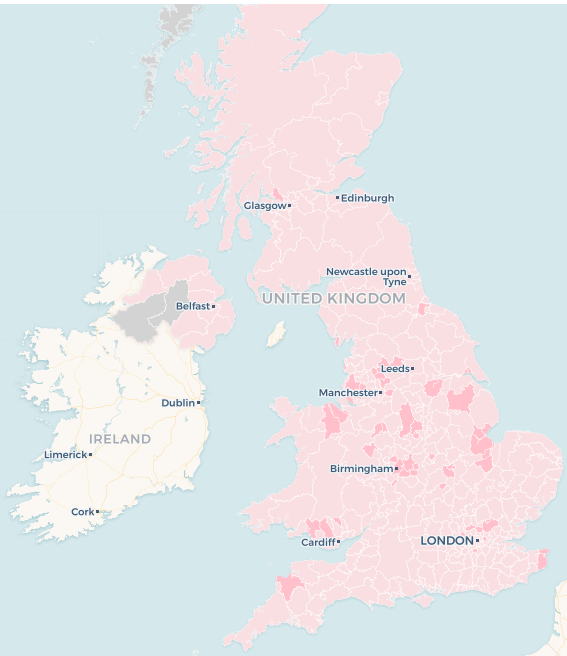 Glasgow
Edinburgh
Newcastle upon
Tyne
UNITED KINGDOM
Belfast
Leeds
Manchester
Dublin
IRELAND
Limerick
Birmingham
Cork
Cardiff
LONDON